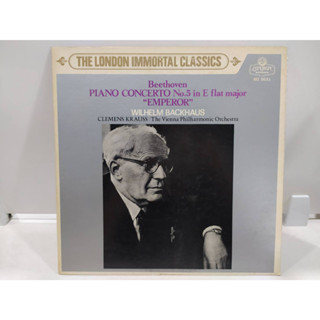 THE LONDON IMMORTAL CLASSICS
Beethoven
PIANO CONCERTO No.5 in E flat major
"EMPEROR"
WILHELM BACKHAUS
CLEMENS KRAUSS- The Vienna Philharmonic Orchestra